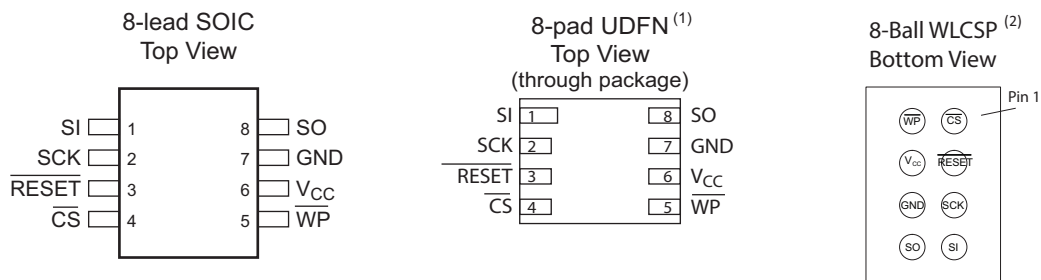 8-lead SOIC
Top View
SI 1 8 SO
SCK 2 7 GND
RESET 3 6 VCC
CS 4 5 WP
8-pad UDFN (1)
Top View
(through package)
SI 1 8 SO
SCK 2 7 GND
RESET 3 6 VCC
CS 4 5 WP
8-Ball WLCSP (2)
Bottom View
Pin 1
WP CS
VCC RESET
GND SCK
SO SI